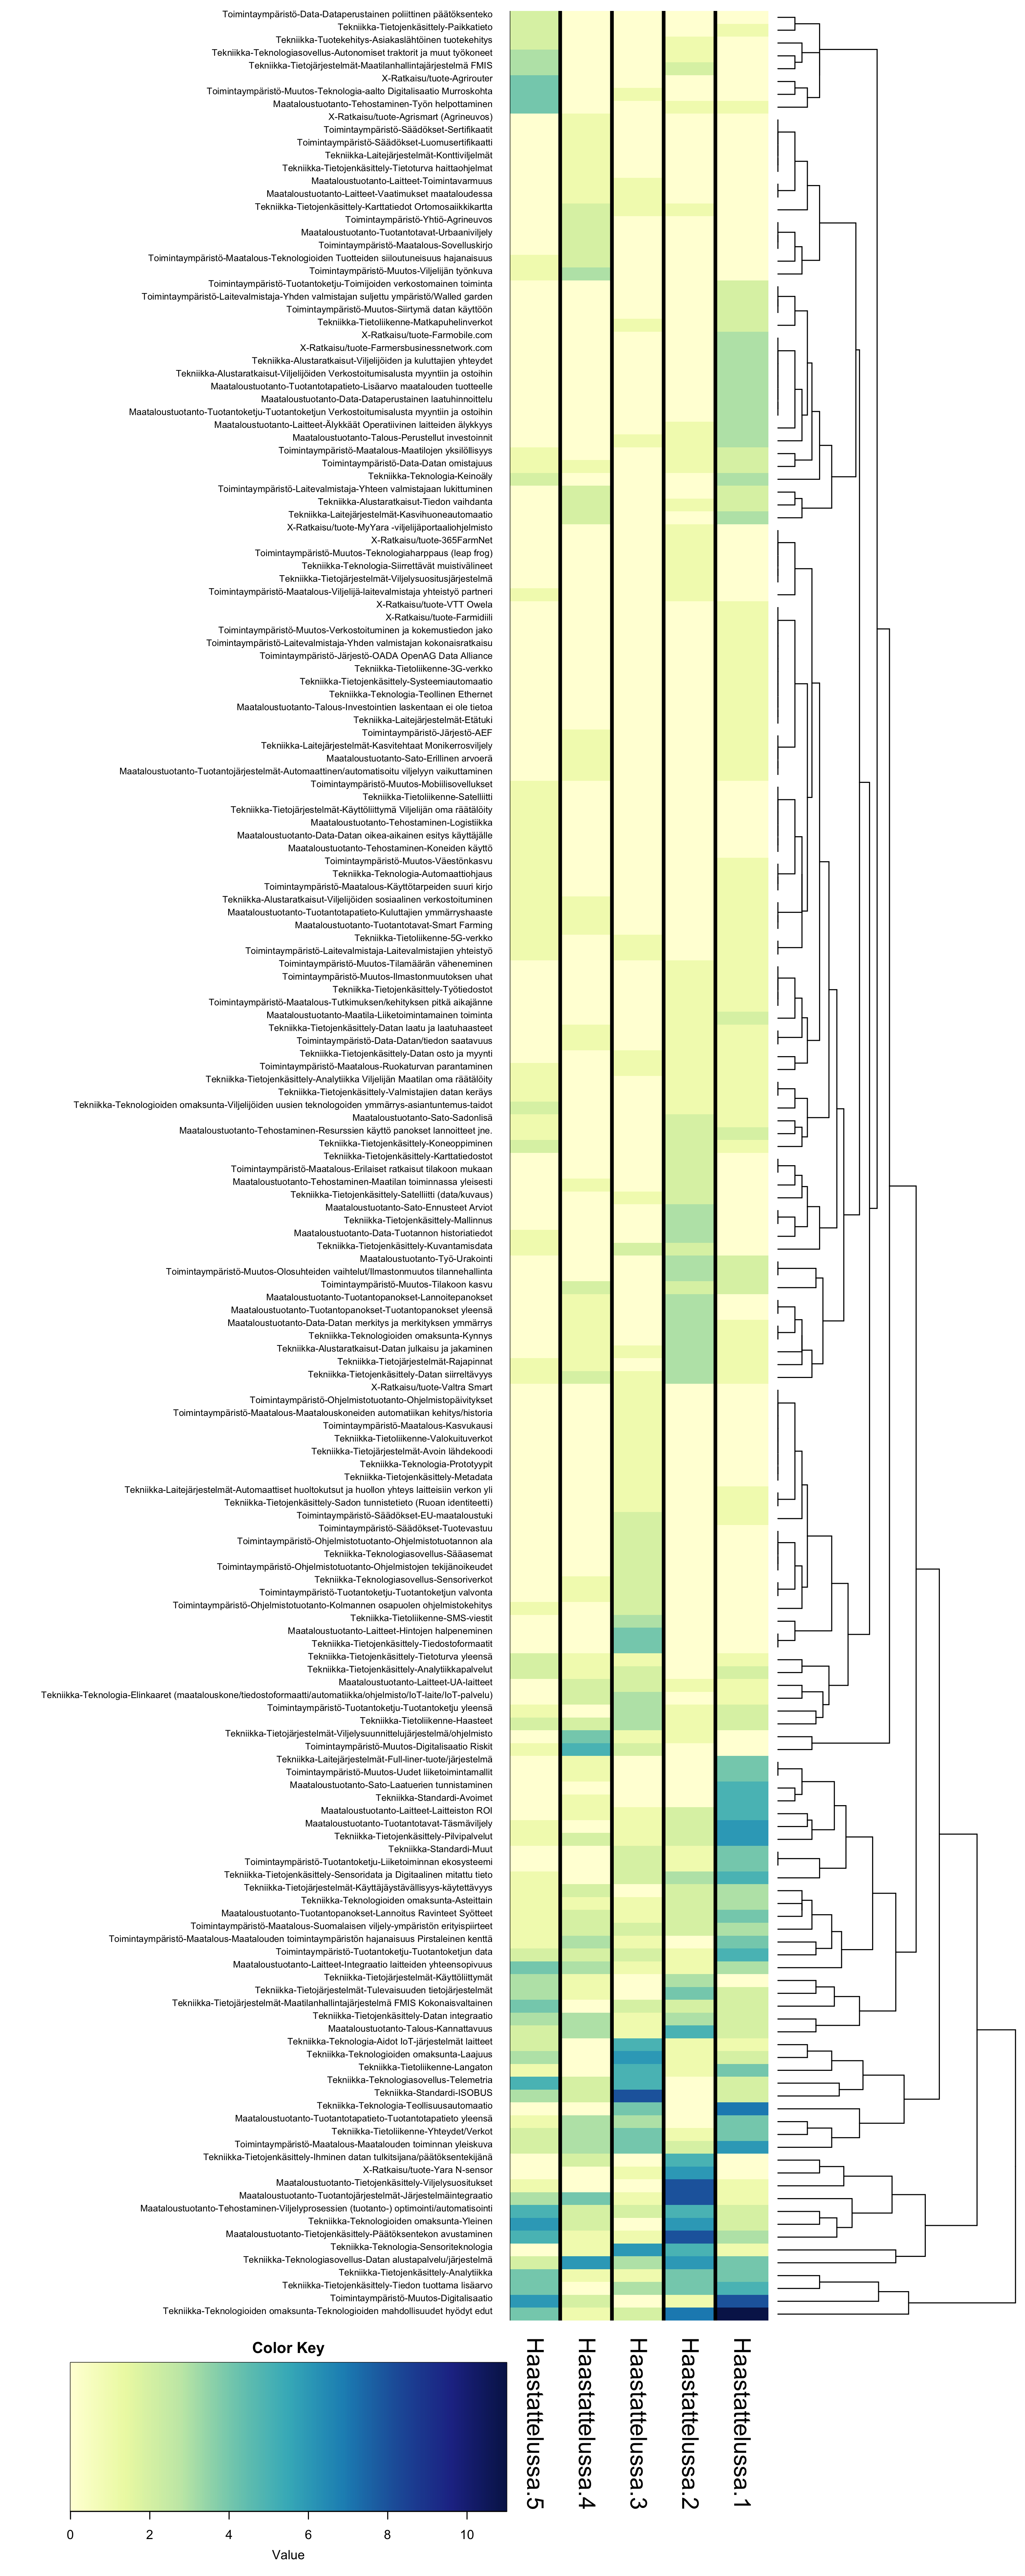 Toimintaympäristö-Data-Dataperustainen poliittinen päätöksenteko
Tekniikka-Tietojenkäsittely-Paikkatieto
Tekniikka-Tuotekehitys-Asiakaslähtöinen tuotekehitys
Tekniikka-Teknologiasovellus-Autonomiset traktorit ja muut työkoneet
Tekniikka-Tietojärjestelmät-Maatilanhallintajärjestelmä FMIS
X-Ratkaisu/tuote-Agrirouter
Toimintaympäristö-Muutos-Teknologia-aalto Digitalisaatio Murroskohta
Maataloustuotanto-Tehostaminen-Työn helpottaminen
X-Ratkaisu/tuote-Agrismart (Agrineuvos)
Toimintaympäristö-Säädökset-Sertifikaatit
Toimintaympäristö-Säädökset-Luomusertifikaatti
Tekniikka-Laitejärjestelmät-Konttiviljelmät
Tekniikka-Tietojenkäsittely-Tietoturva haittaohjelmat
Maataloustuotanto-Laitteet-Toimintavarmuus
Maataloustuotanto-Laitteet-Vaatimukset maataloudessa
Tekniikka-Tietojenkäsittely-Karttatiedot Ortomosaiikkikartta
Toimintaympäristö-Yhtiö-Agrineuvos
Maataloustuotanto-Tuotantotavat-Urbaaniviljely
Toimintaympäristö-Maatalous-Sovelluskirjo
Toimintaympäristö-Maatalous-Teknologioiden Tuotteiden siiloutuneisuus hajanaisuus
Toimintaympäristö-Muutos-Viljelijän työnkuva
Toimintaympäristö-Tuotantoketju-Toimijoiden verkostomainen toiminta
Toimintaympäristö-Laitevalmistaja-Yhden valmistajan suljettu ympäristö/Walled garden
Toimintaympäristö-Muutos-Siirtymä datan käyttöön
Tekniikka-Tietoliikenne-Matkapuhelinverkot
X-Ratkaisu/tuote-Farmobile.com
X-Ratkaisu/tuote-Farmersbusinessnetwork.com
Tekniikka-Alustaratkaisut-Viljelijöiden ja kuluttajien yhteydet
Tekniikka-Alustaratkaisut-Viljelijöiden Verkostoitumisalusta myyntiin ja ostoihin
Maataloustuotanto-Tuotantotapatieto-Lisäarvo maatalouden tuotteelle
Maataloustuotanto-Data-Dataperustainen laatuhinnoittelu
Maataloustuotanto-Tuotantoketju-Tuotantoketjun Verkostoitumisalusta myyntiin ja ostoihin
Maataloustuotanto-Laitteet-Älykkäät Operatiivinen laitteiden älykkyys
Maataloustuotanto-Talous-Perustellut investoinnit
Toimintaympäristö-Maatalous-Maatilojen yksilöllisyys
Toimintaympäristö-Data-Datan omistajuus
Tekniikka-Teknologia-Keinoäly
Toimintaympäristö-Laitevalmistaja-Yhteen valmistajaan lukittuminen
Tekniikka-Alustaratkaisut-Tiedon vaihdanta
Tekniikka-Laitejärjestelmät-Kasvihuoneautomaatio
X-Ratkaisu/tuote-MyYara -viljelijäportaaliohjelmisto
X-Ratkaisu/tuote-365FarmNet
Toimintaympäristö-Muutos-Teknologiaharppaus (leap frog)
Tekniikka-Teknologia-Siirrettävät muistivälineet
Tekniikka-Tietojärjestelmät-Viljelysuositusjärjestelmä
Toimintaympäristö-Maatalous-Viljelijä-laitevalmistaja yhteistyö partneri
X-Ratkaisu/tuote-VTT Owela
X-Ratkaisu/tuote-Farmidiili
Toimintaympäristö-Muutos-Verkostoituminen ja kokemustiedon jako
Toimintaympäristö-Laitevalmistaja-Yhden valmistajan kokonaisratkaisu
Toimintaympäristö-Järjestö-OADA OpenAG Data Alliance
Tekniikka-Tietoliikenne-3G-verkko
Tekniikka-Tietojenkäsittely-Systeemiautomaatio
Tekniikka-Teknologia-Teollinen Ethernet
Maataloustuotanto-Talous-Investointien laskentaan ei ole tietoa
Tekniikka-Laitejärjestelmät-Etätuki
Toimintaympäristö-Järjestö-AEF
Tekniikka-Laitejärjestelmät-Kasvitehtaat Monikerrosviljely
Maataloustuotanto-Sato-Erillinen arvoerä
Maataloustuotanto-Tuotantojärjestelmät-Automaattinen/automatisoitu viljelyyn vaikuttaminen
Toimintaympäristö-Muutos-Mobiilisovellukset
Tekniikka-Tietoliikenne-Satelliitti
Tekniikka-Tietojärjestelmät-Käyttöliittymä Viljelijän oma räätälöity
Maataloustuotanto-Tehostaminen-Logistiikka
Maataloustuotanto-Data-Datan oikea-aikainen esitys käyttäjälle
Maataloustuotanto-Tehostaminen-Koneiden käyttö
Toimintaympäristö-Muutos-Väestönkasvu
Tekniikka-Teknologia-Automaattiohjaus
Toimintaympäristö-Maatalous-Käyttötarpeiden suuri kirjo
Tekniikka-Alustaratkaisut-Viljelijöiden sosiaalinen verkostoituminen
Maataloustuotanto-Tuotantotapatieto-Kuluttajien ymmärryshaaste
Maataloustuotanto-Tuotantotavat-Smart Farming
Tekniikka-Tietoliikenne-5G-verkko
Toimintaympäristö-Laitevalmistaja-Laitevalmistajien yhteistyö
Toimintaympäristö-Muutos-Tilamäärän väheneminen
Toimintaympäristö-Muutos-Ilmastonmuutoksen uhat
Tekniikka-Tietojenkäsittely-Työtiedostot
Toimintaympäristö-Maatalous-Tutkimuksen/kehityksen pitkä aikajänne
Maataloustuotanto-Maatila-Liiketoimintamainen toiminta
Tekniikka-Tietojenkäsittely-Datan laatu ja laatuhaasteet
Toimintaympäristö-Data-Datan/tiedon saatavuus
Tekniikka-Tietojenkäsittely-Datan osto ja myynti
Toimintaympäristö-Maatalous-Ruokaturvan parantaminen
Tekniikka-Tietojenkäsittely-Analytiikka Viljelijän Maatilan oma räätälöity
Tekniikka-Tietojenkäsittely-Valmistajien datan keräys
Tekniikka-Teknologioiden omaksunta-Viljelijöiden uusien teknologoiden ymmärrys-asiantuntemus-taidot
Maataloustuotanto-Sato-Sadonlisä
Maataloustuotanto-Tehostaminen-Resurssien käyttö panokset lannoitteet jne.
Tekniikka-Tietojenkäsittely-Koneoppiminen
Tekniikka-Tietojenkäsittely-Karttatiedostot
Toimintaympäristö-Maatalous-Erilaiset ratkaisut tilakoon mukaan
Maataloustuotanto-Tehostaminen-Maatilan toiminnassa yleisesti
Tekniikka-Tietojenkäsittely-Satelliitti (data/kuvaus)
Maataloustuotanto-Sato-Ennusteet Arviot
Tekniikka-Tietojenkäsittely-Mallinnus
Maataloustuotanto-Data-Tuotannon historiatiedot
Tekniikka-Tietojenkäsittely-Kuvantamisdata
Maataloustuotanto-Työ-Urakointi
Toimintaympäristö-Muutos-Olosuhteiden vaihtelut/Ilmastonmuutos tilannehallinta
Toimintaympäristö-Muutos-Tilakoon kasvu
Maataloustuotanto-Tuotantopanokset-Lannoitepanokset
Maataloustuotanto-Tuotantopanokset-Tuotantopanokset yleensä
Maataloustuotanto-Data-Datan merkitys ja merkityksen ymmärrys
Tekniikka-Teknologioiden omaksunta-Kynnys
Tekniikka-Alustaratkaisut-Datan julkaisu ja jakaminen
Tekniikka-Tietojärjestelmät-Rajapinnat
Tekniikka-Tietojenkäsittely-Datan siirreltävyys
X-Ratkaisu/tuote-Valtra Smart
Toimintaympäristö-Ohjelmistotuotanto-Ohjelmistopäivitykset
Toimintaympäristö-Maatalous-Maatalouskoneiden automatiikan kehitys/historia
Toimintaympäristö-Maatalous-Kasvukausi
Tekniikka-Tietoliikenne-Valokuituverkot
Tekniikka-Tietojärjestelmät-Avoin lähdekoodi
Tekniikka-Teknologia-Prototyypit
Tekniikka-Tietojenkäsittely-Metadata
Tekniikka-Laitejärjestelmät-Automaattiset huoltokutsut ja huollon yhteys laitteisiin verkon yli
Tekniikka-Tietojenkäsittely-Sadon tunnistetieto (Ruoan identiteetti)
Toimintaympäristö-Säädökset-EU-maataloustuki
Toimintaympäristö-Säädökset-Tuotevastuu
Toimintaympäristö-Ohjelmistotuotanto-Ohjelmistotuotannon ala
Tekniikka-Teknologiasovellus-Sääasemat
Toimintaympäristö-Ohjelmistotuotanto-Ohjelmistojen tekijänoikeudet
Tekniikka-Teknologiasovellus-Sensoriverkot
Toimintaympäristö-Tuotantoketju-Tuotantoketjun valvonta
Toimintaympäristö-Ohjelmistotuotanto-Kolmannen osapuolen ohjelmistokehitys
Tekniikka-Tietoliikenne-SMS-viestit
Maataloustuotanto-Laitteet-Hintojen halpeneminen
Tekniikka-Tietojenkäsittely-Tiedostoformaatit
Tekniikka-Tietojenkäsittely-Tietoturva yleensä
Tekniikka-Tietojenkäsittely-Analytiikkapalvelut
Maataloustuotanto-Laitteet-UA-laitteet
Tekniikka-Teknologia-Elinkaaret (maatalouskone/tiedostoformaatti/automatiikka/ohjelmisto/IoT-laite/IoT-palvelu)
Toimintaympäristö-Tuotantoketju-Tuotantoketju yleensä
Tekniikka-Tietoliikenne-Haasteet
Tekniikka-Tietojärjestelmät-Viljelysuunnittelujärjestelmä/ohjelmisto
Toimintaympäristö-Muutos-Digitalisaatio Riskit
Tekniikka-Laitejärjestelmät-Full-liner-tuote/järjestelmä
Toimintaympäristö-Muutos-Uudet liiketoimintamallit
Maataloustuotanto-Sato-Laatuerien tunnistaminen
Tekniikka-Standardi-Avoimet
Maataloustuotanto-Laitteet-Laitteiston ROI
Maataloustuotanto-Tuotantotavat-Täsmäviljely
Tekniikka-Tietojenkäsittely-Pilvipalvelut
Tekniikka-Standardi-Muut
Toimintaympäristö-Tuotantoketju-Liiketoiminnan ekosysteemi
Tekniikka-Tietojenkäsittely-Sensoridata ja Digitaalinen mitattu tieto
Tekniikka-Tietojärjestelmät-Käyttäjäystävällisyys-käytettävyys
Tekniikka-Teknologioiden omaksunta-Asteittain
Maataloustuotanto-Tuotantopanokset-Lannoitus Ravinteet Syötteet
Toimintaympäristö-Maatalous-Suomalaisen viljely-ympäristön erityispiirteet
Toimintaympäristö-Maatalous-Maatalouden toimintaympäristön hajanaisuus Pirstaleinen kenttä
Toimintaympäristö-Tuotantoketju-Tuotantoketjun data
Maataloustuotanto-Laitteet-Integraatio laitteiden yhteensopivuus
Tekniikka-Tietojärjestelmät-Käyttöliittymät
Tekniikka-Tietojärjestelmät-Tulevaisuuden tietojärjestelmät
Tekniikka-Tietojärjestelmät-Maatilanhallintajärjestelmä FMIS Kokonaisvaltainen
Tekniikka-Tietojenkäsittely-Datan integraatio
Maataloustuotanto-Talous-Kannattavuus
Tekniikka-Teknologia-Aidot IoT-järjestelmät laitteet
Tekniikka-Teknologioiden omaksunta-Laajuus
Tekniikka-Tietoliikenne-Langaton
Tekniikka-Teknologiasovellus-Telemetria
Tekniikka-Standardi-ISOBUS
Tekniikka-Teknologia-Teollisuusautomaatio
Maataloustuotanto-Tuotantotapatieto-Tuotantotapatieto yleensä
Tekniikka-Tietoliikenne-Yhteydet/Verkot
Toimintaympäristö-Maatalous-Maatalouden toiminnan yleiskuva
Tekniikka-Tietojenkäsittely-Ihminen datan tulkitsijana/päätöksentekijänä
X-Ratkaisu/tuote-Yara N-sensor
Maataloustuotanto-Tietojenkäsittely-Viljelysuositukset
Maataloustuotanto-Tuotantojärjestelmät-Järjestelmäintegraatio
Maataloustuotanto-Tehostaminen-Viljelyprosessien (tuotanto-) optimointi/automatisointi
Tekniikka-Teknologioiden omaksunta-Yleinen
Maataloustuotanto-Tietojenkäsittely-Päätöksentekon avustaminen
Tekniikka-Teknologia-Sensoriteknologia
Tekniikka-Teknologiasovellus-Datan alustapalvelu/järjestelmä
Tekniikka-Tietojenkäsittely-Analytiikka
Tekniikka-Tietojenkäsittely-Tiedon tuottama lisäarvo
Toimintaympäristö-Muutos-Digitalisaatio
Tekniikka-Teknologioiden omaksunta-Teknologioiden mahdollisuudet hyödyt edut
Haastattelussa.5
Haastattelussa.4
Haastattelussa.3
Haastattelussa.2
Haastattelussa.1
Color Key
0 2 4 6 8 10
Value